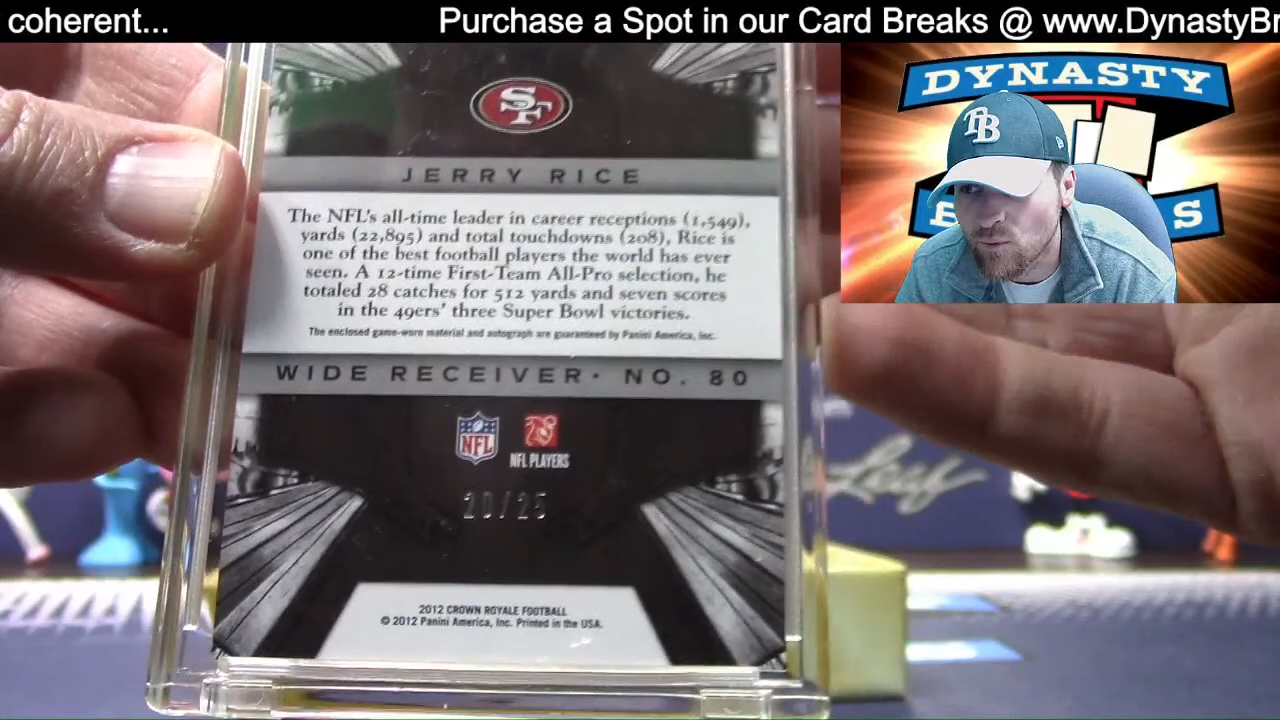 coherent... Purchase a Spot in our Card Breaks @ www.DynastyBr
DYNASTY
B S
TB
SF
JERRY RICE
The NFL's all-time leader in career receptions (1,549),
yards (22,895) and total touchdowns (208), Rice is
one of the best football players the world has ever
seen. A 12-time First-Team All-Pro selection, he
totaled 28 catches for 512 yards and seven scores
in the 49ers' three Super Bowl victories.
The enclosed game-worn material and autograph are guaranteed by Panini America, Inc.
WIDE RECEIVER • NO. 80
NFL
NFL PLAYERS
20/25
Leaf
2012 CROWN ROYALE FOOTBALL
© 2012 Panini America, Inc. Printed in the USA.